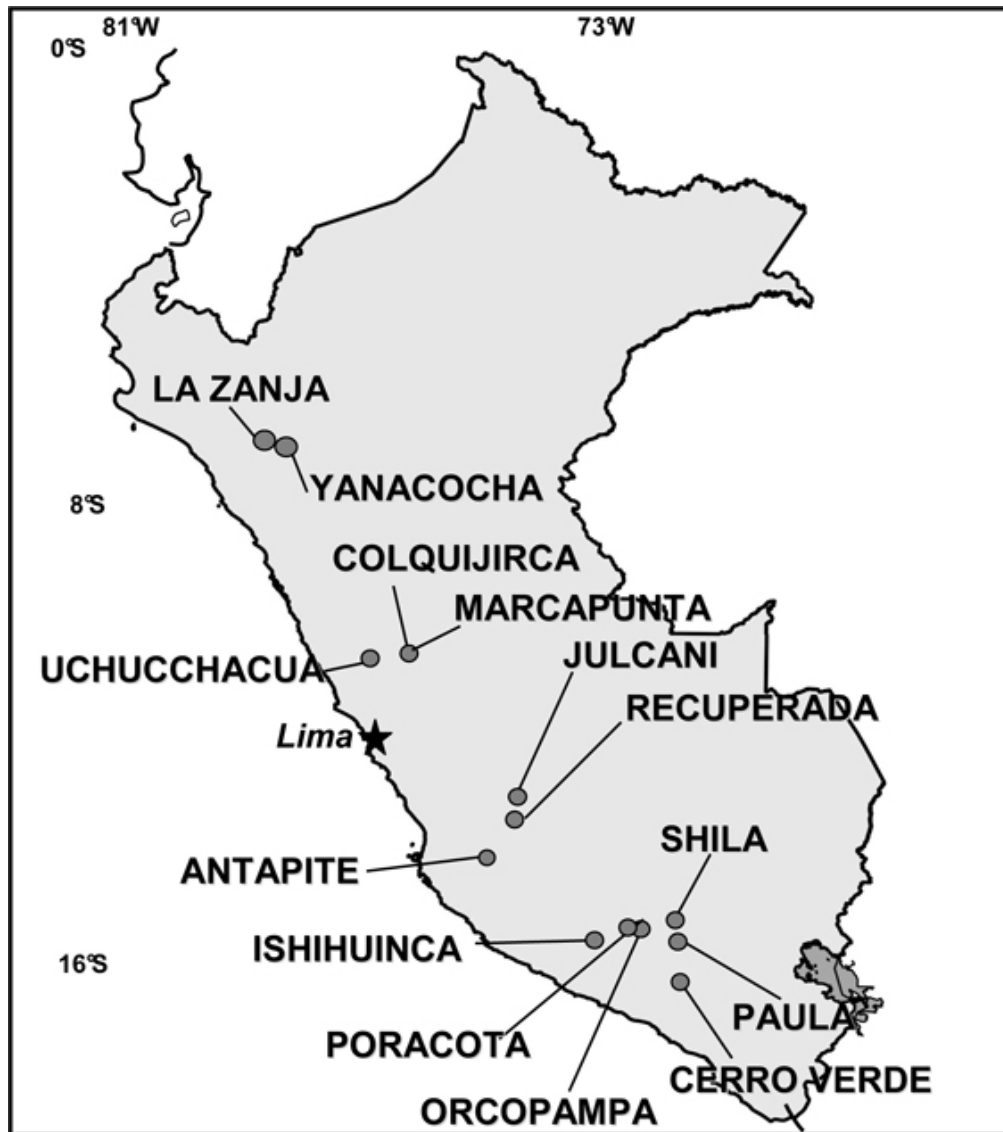 81°W 73°W
0°S
LA ZANJA
YANACOCHA
8°S
COLQUIJIRCA
MARCAPUNTA
JULCANI
UCHUCCHACUA
RECUPERADA
Lima
SHILA
ANTAPITE
ISHIHUINCA
16°S
PAULA
PORACOTA
CERRO VERDE
ORCOPAMPA